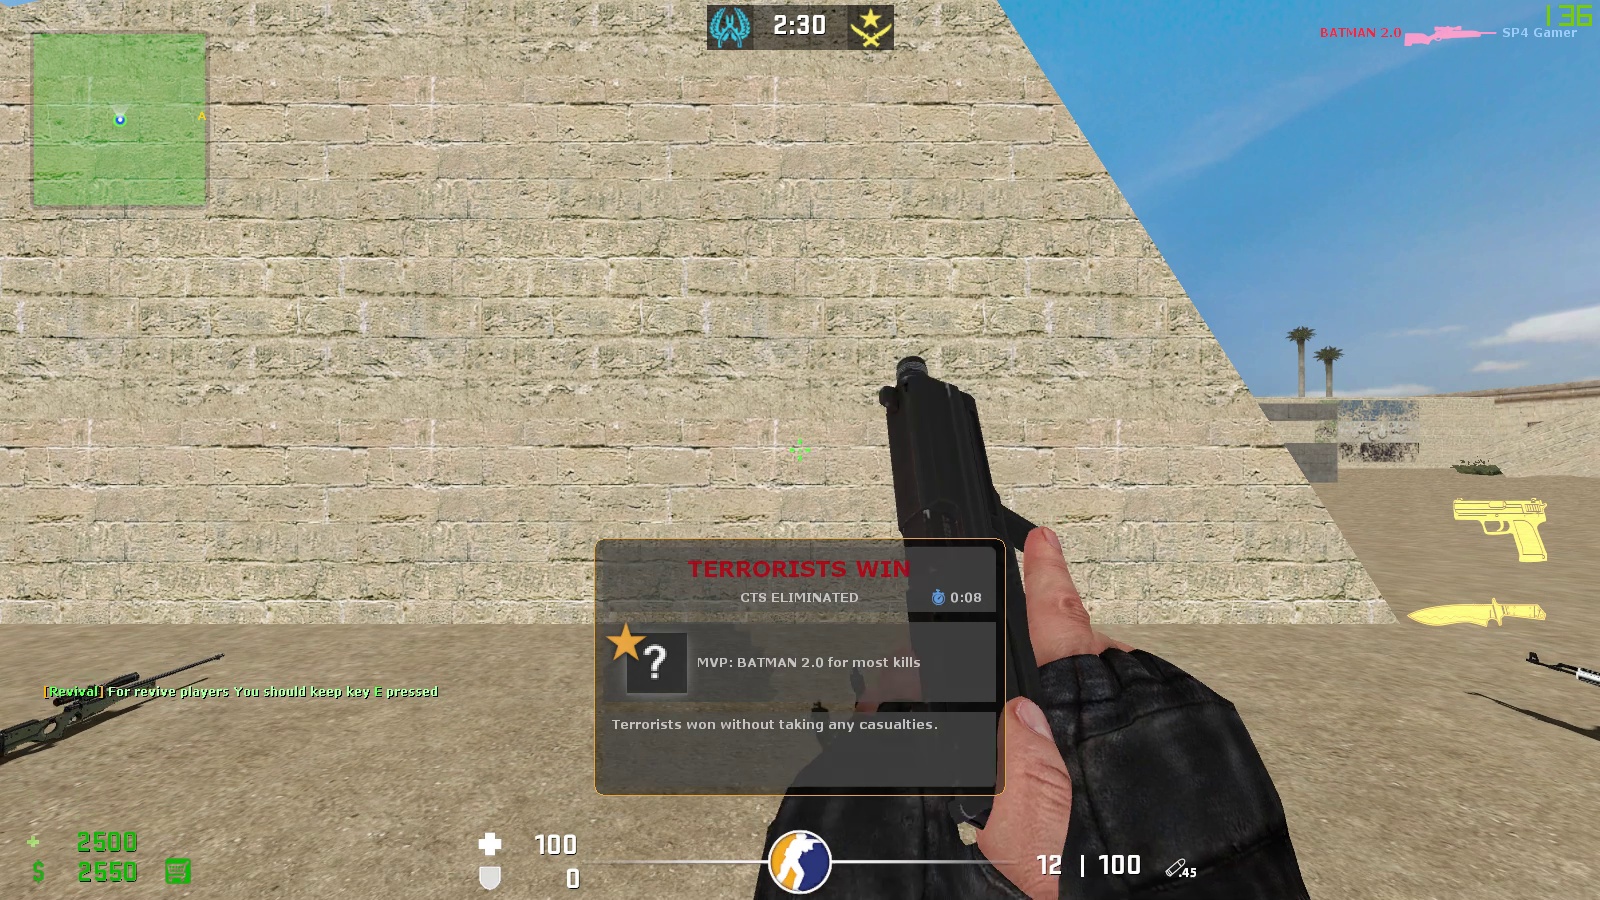 2:30
136
BATMAN 2.0 SP4 Gamer
A
TERRORISTS WIN
CTS ELIMINATED
0:08
?
MVP: BATMAN 2.0 for most kills
[Revival] For revive players You should keep key E pressed
Terrorists won without taking any casualties.
+ 2500
$ 2550
100
0
12 | 100
.45